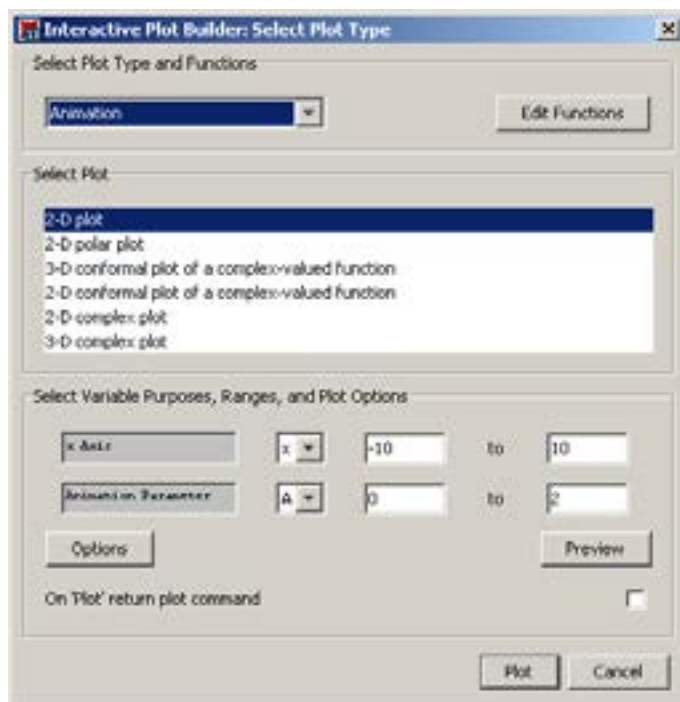 Interactive Plot Builder: Select Plot Type
Select Plot Type and Functions
Animation
Edit Functions
Select Plot
2-D plot
2-D polar plot
3-D conformal plot of a complex-valued function
2-D conformal plot of a complex-valued function
2-D complex plot
3-D complex plot
Select Variable Purposes, Ranges, and Plot Options
x Axis x -10 to 10
Animation Parameter A 0 to 2
Options Preview
On 'Plot' return plot command
Plot Cancel